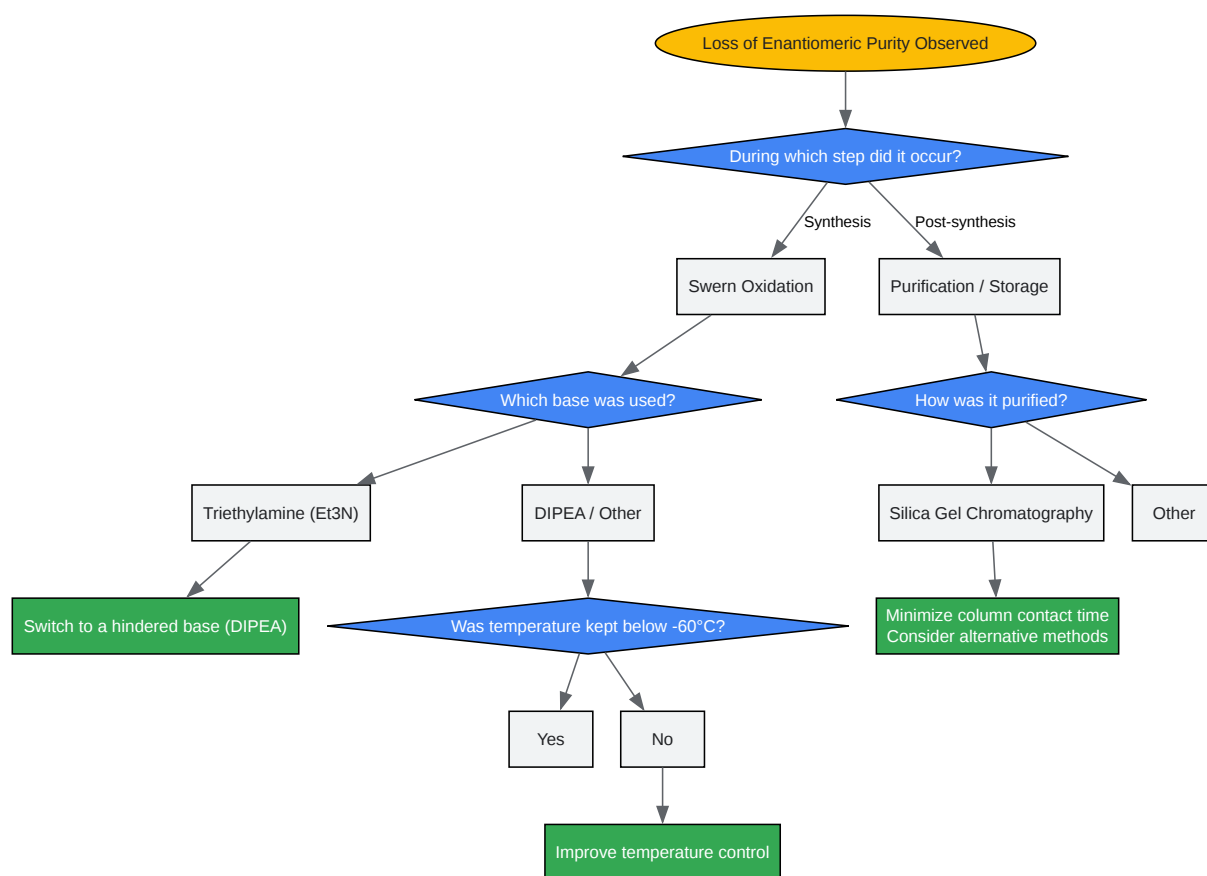 Loss of Enantiomeric Purity Observed
During which step did it occur?
Synthesis
Post-synthesis
Swern Oxidation
Purification / Storage
Which base was used?
How was it purified?
Triethylamine (Et3N)
DIPEA / Other
Silica Gel Chromatography
Other
Switch to a hindered base (DIPEA)
Was temperature kept below -60°C?
Minimize column contact time
Consider alternative methods
Yes
No
Improve temperature control